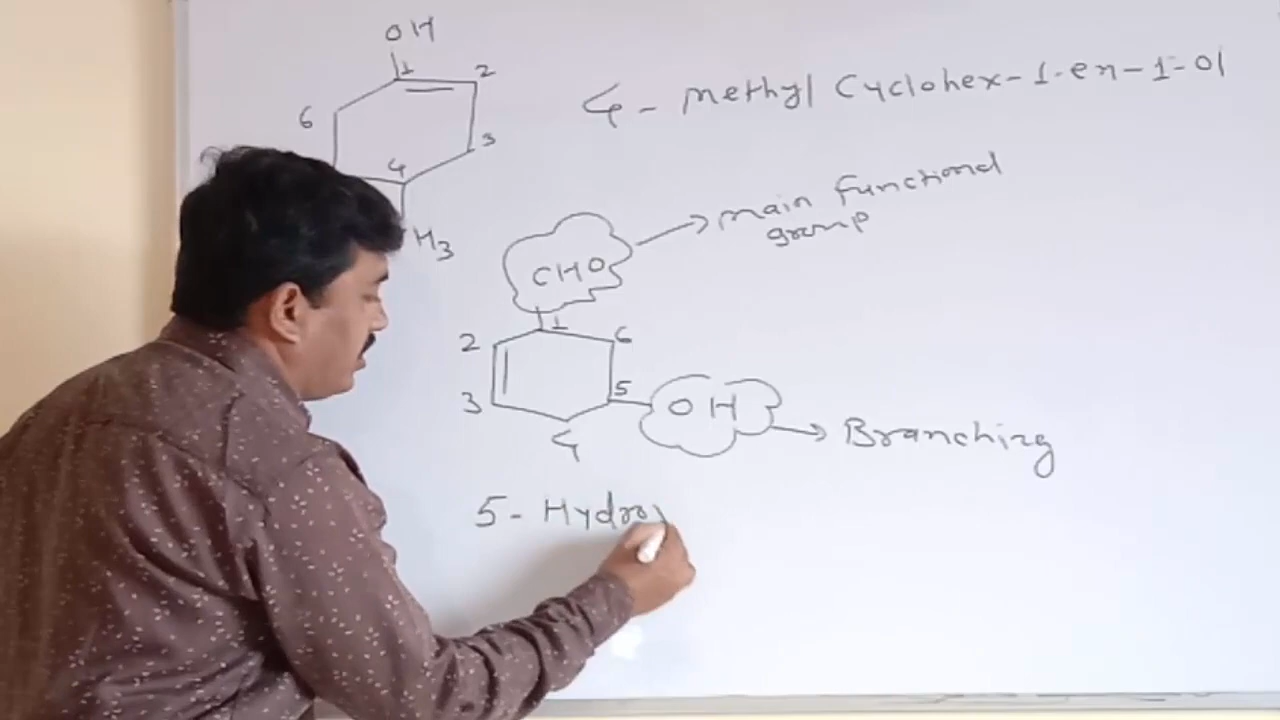 OH
1
2
6
3
4
H3
4 - methyl Cyclohex-1-en-1-ol
CHO
main functional
group
1
2
6
3
5
OH
4
Branching
5- Hydrox